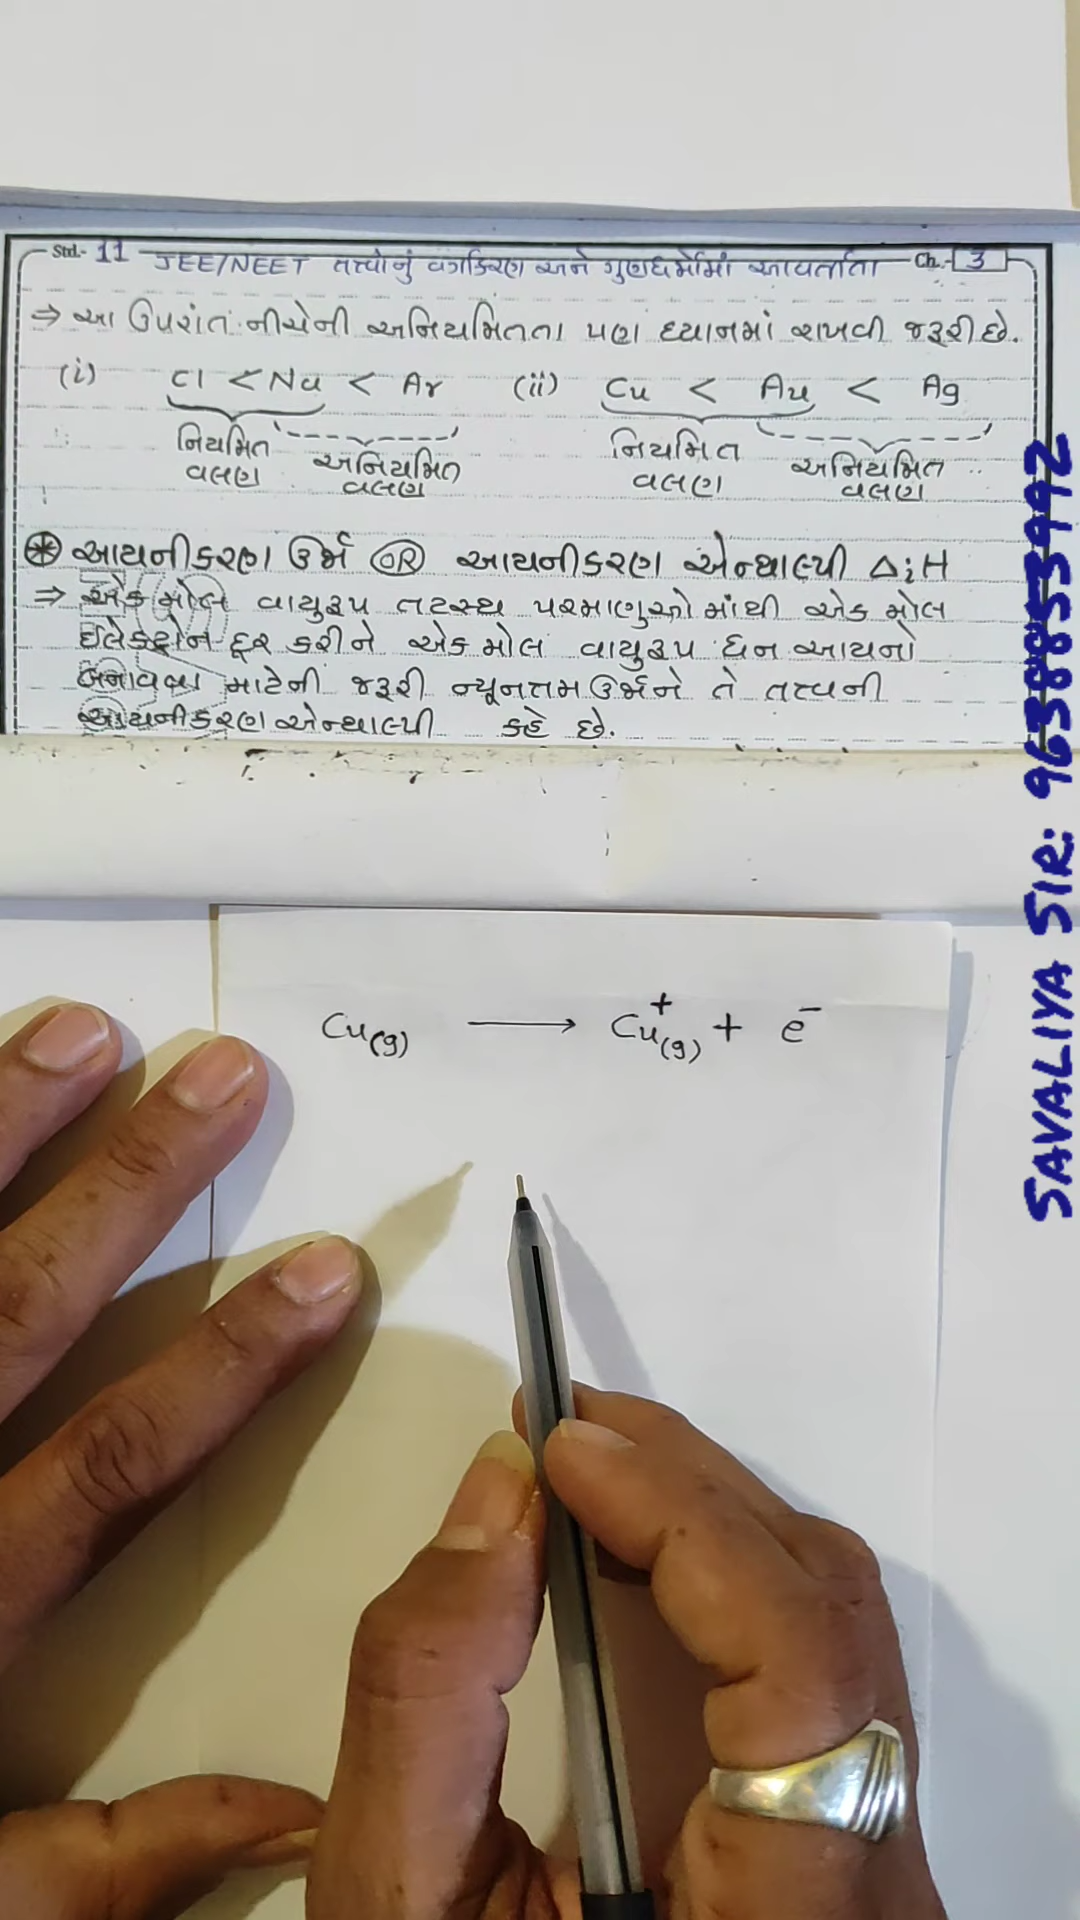 Std.- 11 JEE/NEET તત્ત્વોનું વર્ગીકરણ અને ગુણધર્મોમાં આવર્તતા Ch.- 3
⇒ આ ઉપરાંત નીચેની અનિયમિતતા પણ ધ્યાનમાં રાખવી જરૂરી છે.
(i) Cl < Na < Ar (ii) Cu < Au < Ag
નિયમિત વલણ અનિયમિત વલણ નિયમિત વલણ અનિયમિત વલણ
⊛ આયનીકરણ ઉર્જા OR આયનીકરણ એન્થાલ્પી ΔiH
⇒ એક મોલ વાયુરૂપ તટસ્થ પરમાણુઓમાંથી એક મોલ
ઇલેક્ટ્રોન દૂર કરીને એક મોલ વાયુરૂપ ધન આયનો
બનાવવા માટેની જરૂરી ન્યૂનત્તમ ઉર્જાને તે તત્ત્વની
આયનીકરણ એન્થાલ્પી કહે છે.
Cu(g) ⟶ Cu⁺(g) + e⁻
SAVALIYA SIR: 9638853992